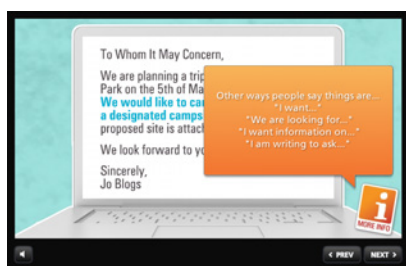 To Whom It May Concern,
We are planning a trip
Park on the 5th of Ma
We would like to ca
a designated camps
proposed site is attach
We look forward to yo
Sincerely,
Jo Blogs
Other ways people say things are...
"I want..."
"We are looking for..."
"I want information on..."
"I am writing to ask..."
i
MORE INFO
< PREV
NEXT >